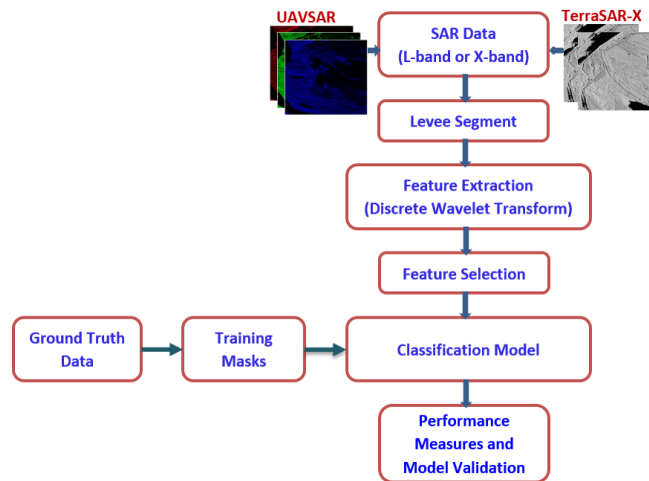 UAVSAR
TerraSAR-X
SAR Data
(L-band or X-band)
Levee Segment
Feature Extraction
(Discrete Wavelet Transform)
Feature Selection
Ground Truth
Data
Training
Masks
Classification Model
Performance
Measures and
Model Validation